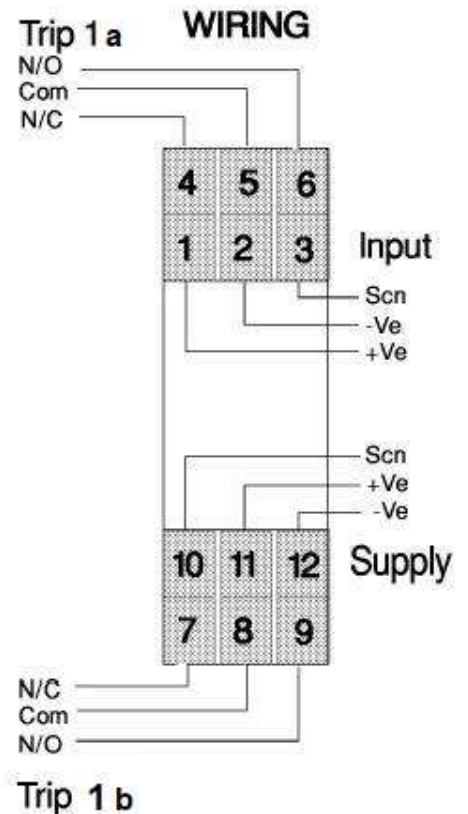 WIRING
Trip 1 a
N/O
Com
N/C
4 5 6
1 2 3
Input
Scn
-Ve
+Ve
Scn
+Ve
-Ve
10 11 12
Supply
7 8 9
N/C
Com
N/O
Trip 1 b